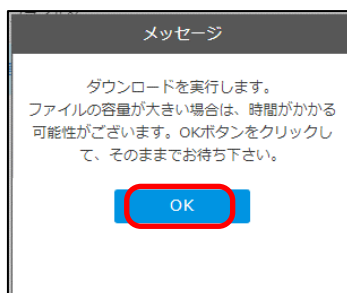 メッセージ
ダウンロードを実行します。
ファイルの容量が大きい場合は、時間がかかる
可能性がございます。OKボタンをクリックし
て、そのままでお待ち下さい。
OK